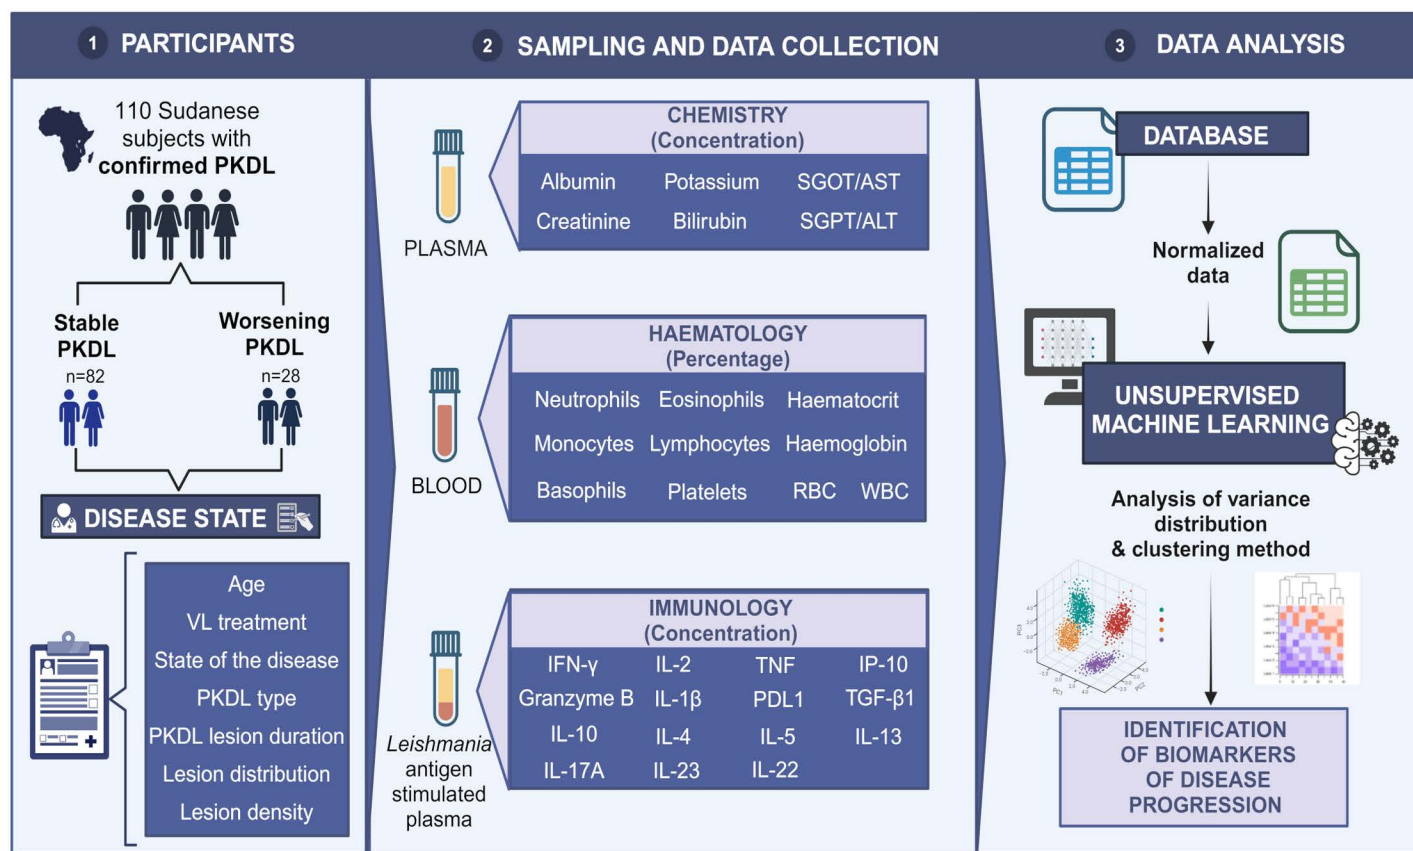 1 PARTICIPANTS
110 Sudanese
subjects with
confirmed PKDL
Stable
PKDL
n=82
Worsening
PKDL
n=28
DISEASE STATE
Age
VL treatment
State of the disease
PKDL type
PKDL lesion duration
Lesion distribution
Lesion density
2 SAMPLING AND DATA COLLECTION
PLASMA
CHEMISTRY
(Concentration)
Albumin Potassium SGOT/AST
Creatinine Bilirubin SGPT/ALT
BLOOD
HAEMATOLOGY
(Percentage)
Neutrophils Eosinophils Haematocrit
Monocytes Lymphocytes Haemoglobin
Basophils Platelets RBC WBC
Leishmania
antigen
stimulated
plasma
IMMUNOLOGY
(Concentration)
IFN-γ IL-2 TNF IP-10
Granzyme B IL-1β PDL1 TGF-β1
IL-10 IL-4 IL-5 IL-13
IL-17A IL-23 IL-22
3 DATA ANALYSIS
DATABASE
Normalized
data
UNSUPERVISED
MACHINE LEARNING
Analysis of variance
distribution
& clustering method
PC3
PC1
PC2
IDENTIFICATION
OF BIOMARKERS
OF DISEASE
PROGRESSION